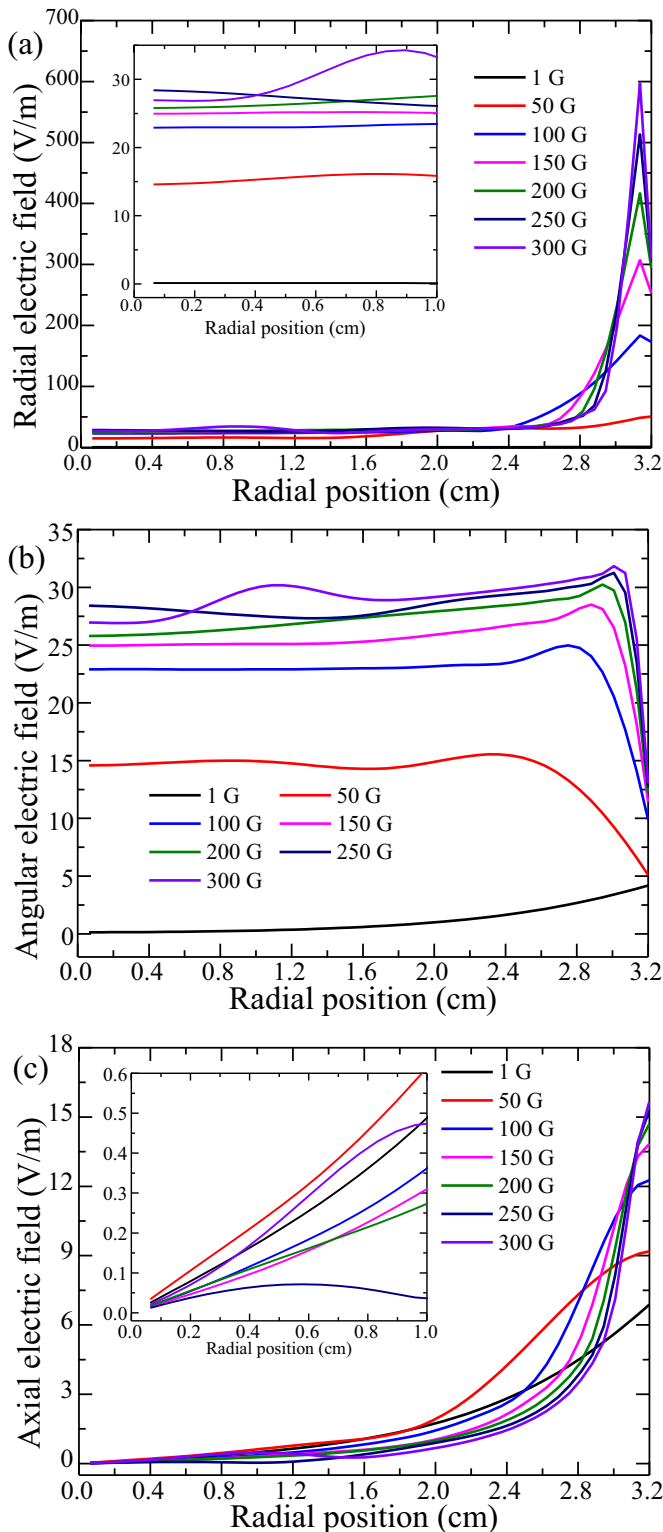 (a)
Radial electric field (V/m)
700
600
500
400
300
200
100
0
0.0 0.4 0.8 1.2 1.6 2.0 2.4 2.8 3.2
Radial position (cm)
30
15
0
0.0 0.2 0.4 0.6 0.8 1.0
Radial position (cm)
1 G
50 G
100 G
150 G
200 G
250 G
300 G
(b)
Angular electric field (V/m)
35
30
25
20
15
10
5
0
0.0 0.4 0.8 1.2 1.6 2.0 2.4 2.8 3.2
Radial position (cm)
1 G 50 G
100 G 150 G
200 G 250 G
300 G
(c)
Axial electric field (V/m)
18
15
12
9
6
3
0
0.0 0.4 0.8 1.2 1.6 2.0 2.4 2.8 3.2
Radial position (cm)
0.6
0.5
0.4
0.3
0.2
0.1
0.0
0.0 0.2 0.4 0.6 0.8 1.0
Radial position (cm)
1 G
50 G
100 G
150 G
200 G
250 G
300 G